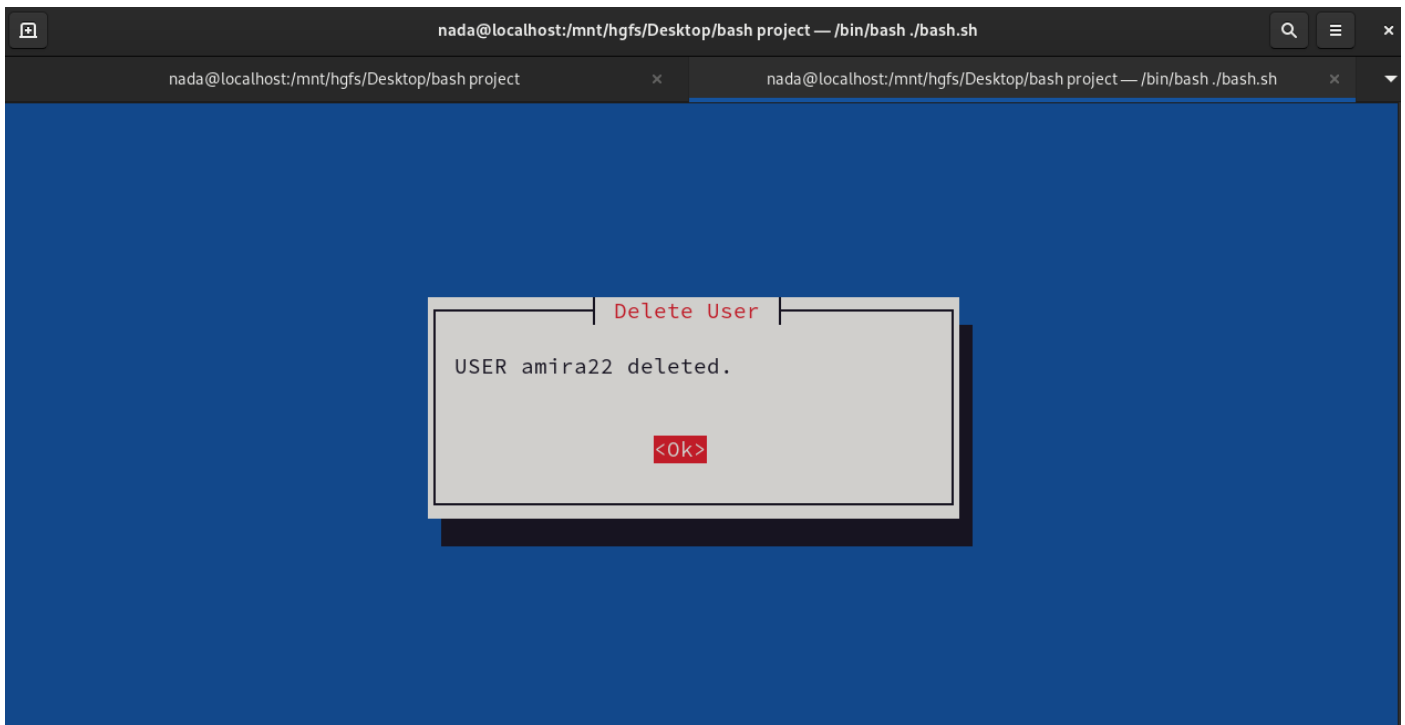 nada@localhost:/mnt/hgfs/Desktop/bash project — /bin/bash ./bash.sh
nada@localhost:/mnt/hgfs/Desktop/bash project
nada@localhost:/mnt/hgfs/Desktop/bash project — /bin/bash ./bash.sh
Delete User
USER amira22 deleted.
<Ok>